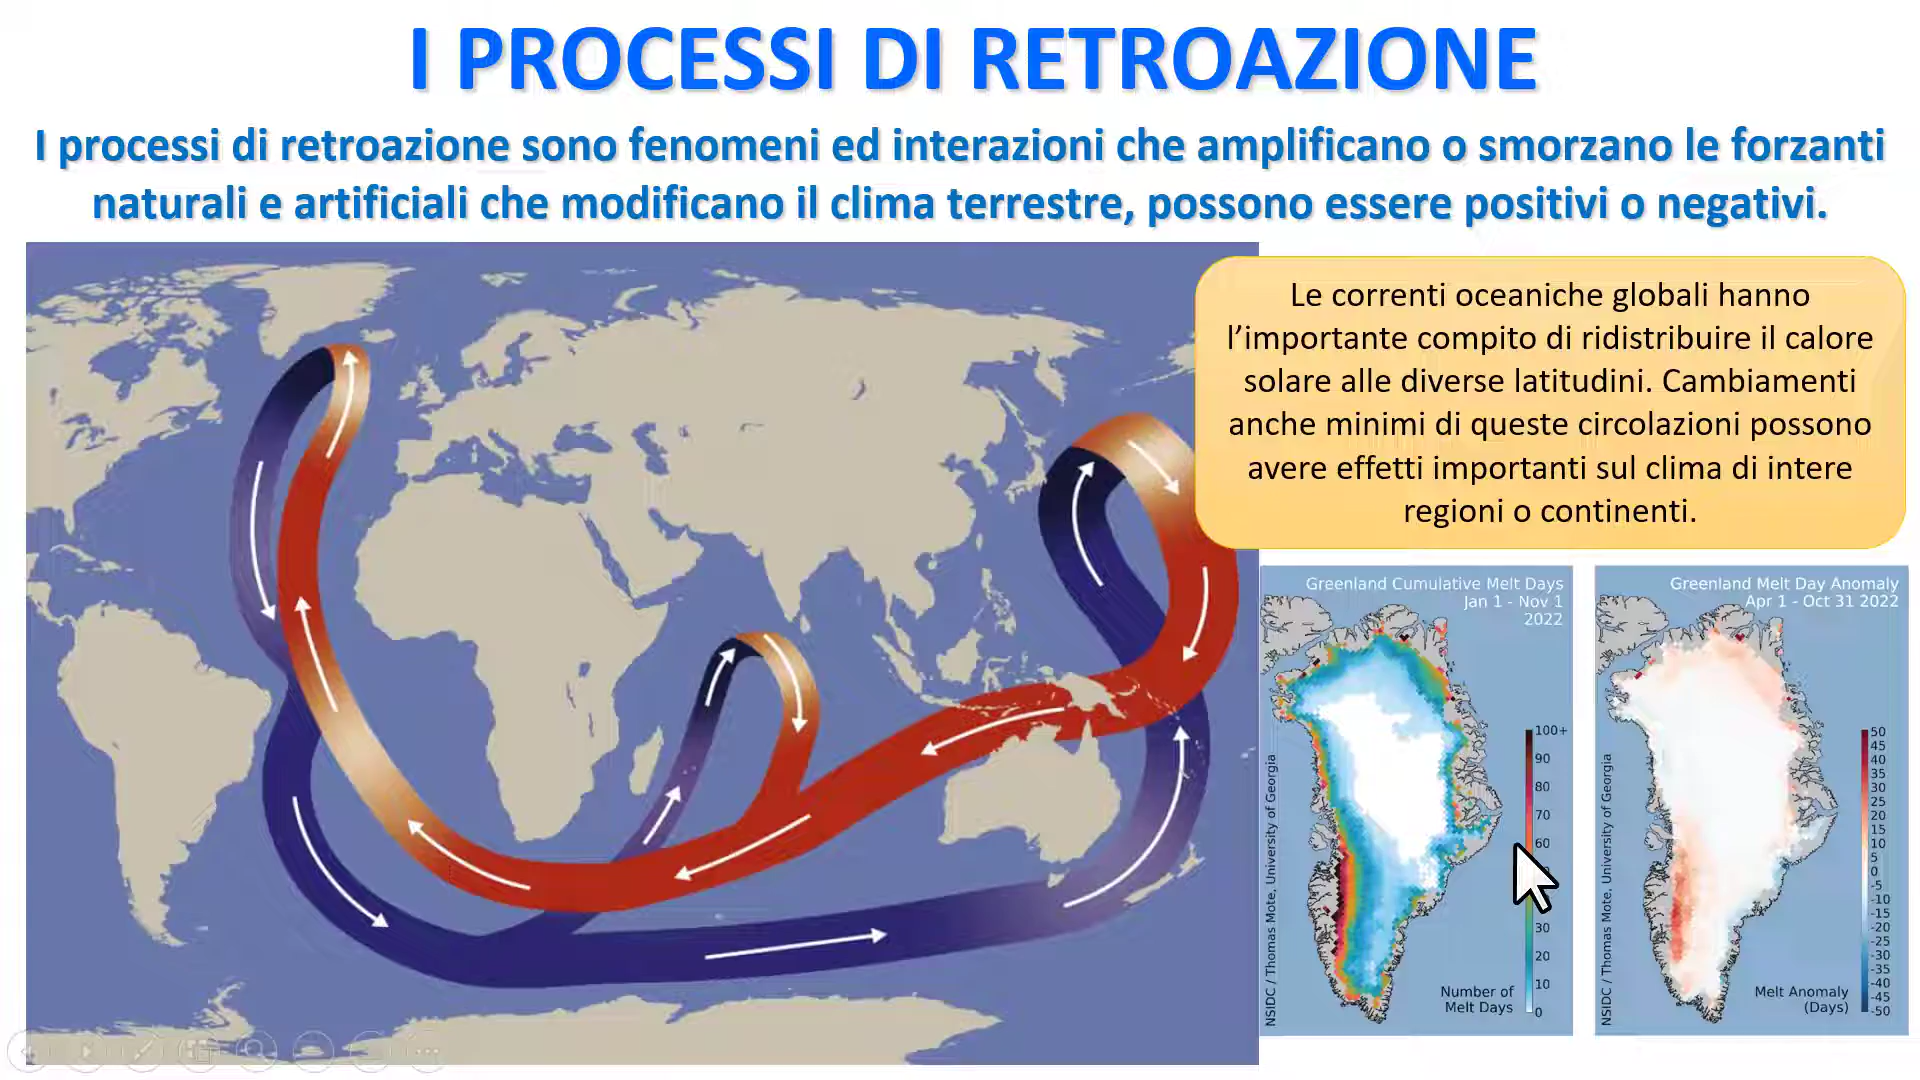 I PROCESSI DI RETROAZIONE
I processi di retroazione sono fenomeni ed interazioni che amplificano o smorzano le forzanti
naturali e artificiali che modificano il clima terrestre, possono essere positivi o negativi.
Le correnti oceaniche globali hanno
l’importante compito di ridistribuire il calore
solare alle diverse latitudini. Cambiamenti
anche minimi di queste circolazioni possono
avere effetti importanti sul clima di intere
regioni o continenti.
Greenland Cumulative Melt Days
Jan 1 - Nov 1
2022
NSIDC / Thomas Mote, University of Georgia
100+
90
80
70
60
30
20
10
0
Number of
Melt Days
Greenland Melt Day Anomaly
Apr 1 - Oct 31 2022
NSIDC / Thomas Mote, University of Georgia
50
45
40
35
30
25
20
15
10
5
0
-5
-10
-15
-20
-25
-30
-35
-40
-45
-50
Melt Anomaly
(Days)